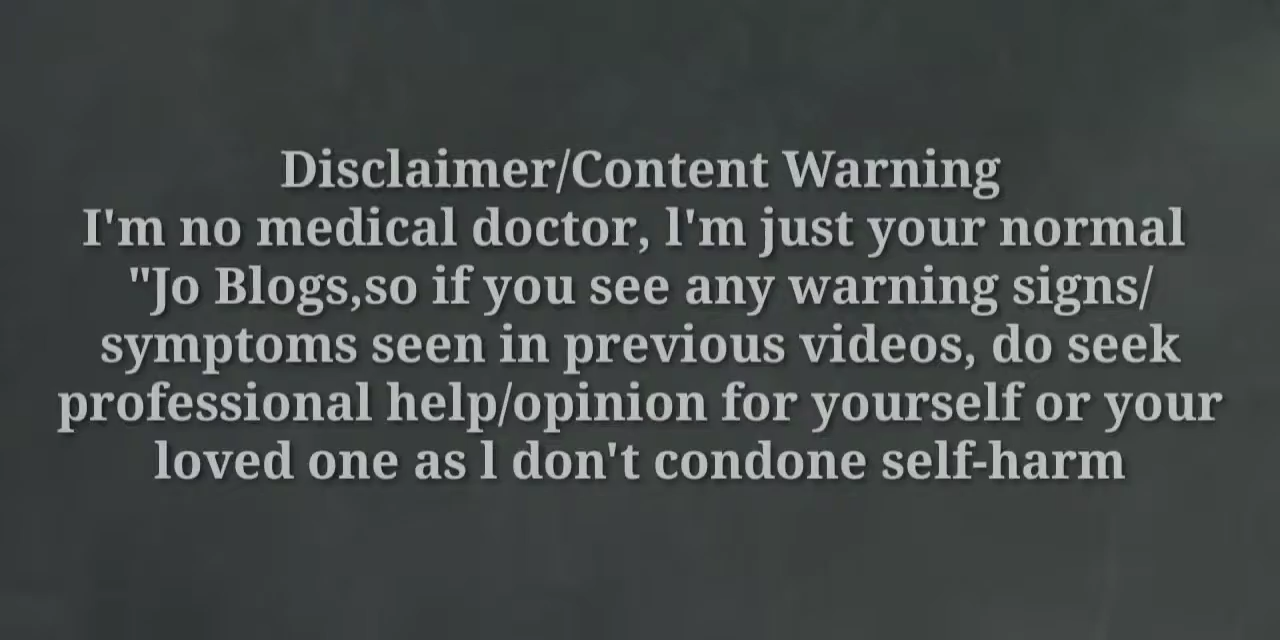 Disclaimer/Content Warning
I'm no medical doctor, l'm just your normal
"Jo Blogs,so if you see any warning signs/
symptoms seen in previous videos, do seek
professional help/opinion for yourself or your
loved one as l don't condone self-harm